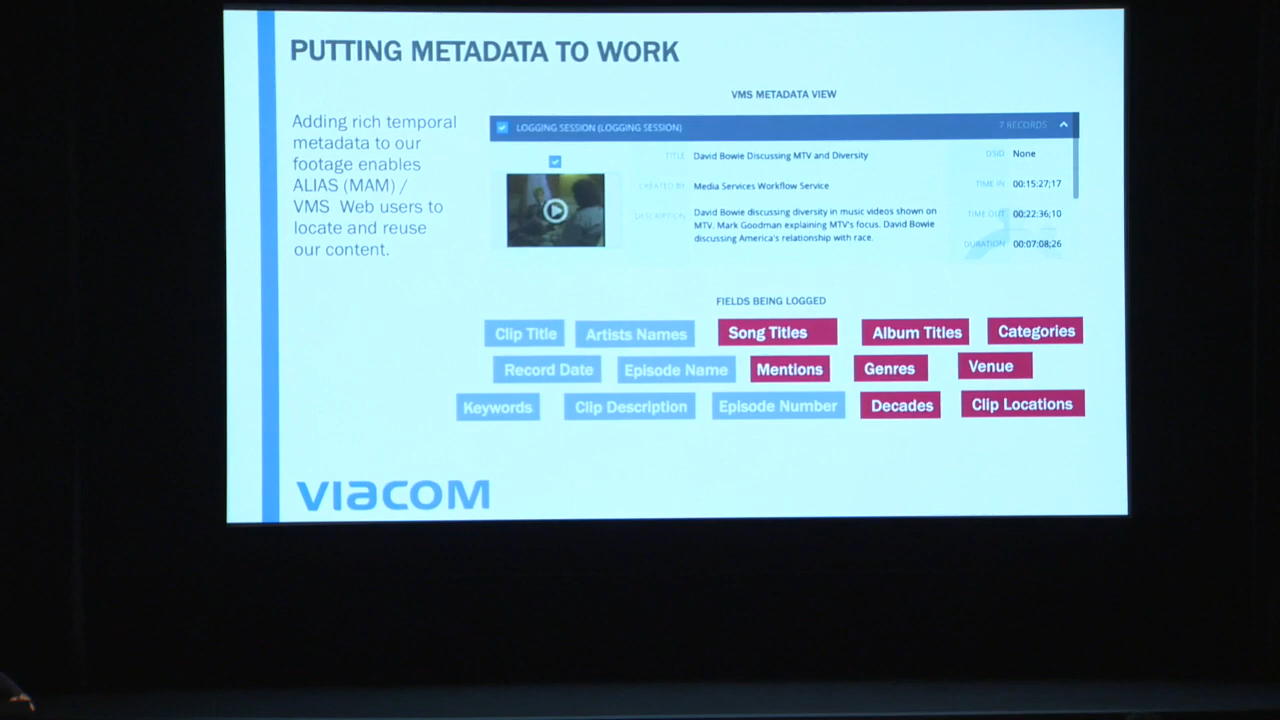 PUTTING METADATA TO WORK
Adding rich temporal
metadata to our
footage enables
ALIAS (MAM) /
VMS Web users to
locate and reuse
our content.
VMS METADATA VIEW
LOGGING SESSION (LOGGING SESSION)
7 RECORDS
TITLE David Bowie Discussing MTV and Diversity
CREATED BY Media Services Workflow Service
DESCRIPTION David Bowie discussing diversity in music videos shown on
MTV. Mark Goodman explaining MTV's focus. David Bowie
discussing America's relationship with race.
DSID None
TIME IN 00:15:27;17
TIME OUT 00:22:36;10
DURATION 00:07:08;26
FIELDS BEING LOGGED
Clip Title Artists Names Song Titles Album Titles Categories
Record Date Episode Name Mentions Genres Venue
Keywords Clip Description Episode Number Decades Clip Locations
VIACOM